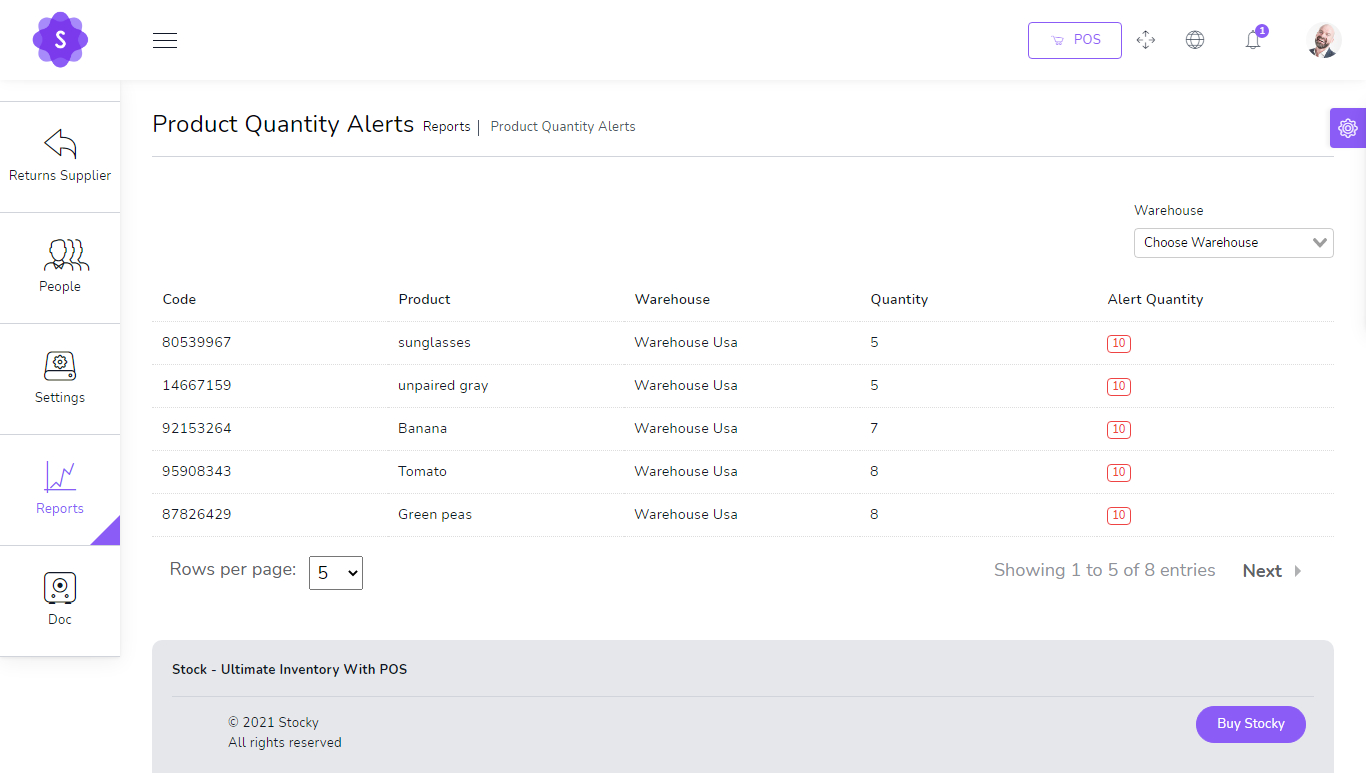 S
POS
1
Product Quantity Alerts Reports | Product Quantity Alerts
Returns Supplier
People
Settings
Reports
Doc
Warehouse
Choose Warehouse
Code Product Warehouse Quantity Alert Quantity
80539967 sunglasses Warehouse Usa 5 10
14667159 unpaired gray Warehouse Usa 5 10
92153264 Banana Warehouse Usa 7 10
95908343 Tomato Warehouse Usa 8 10
87826429 Green peas Warehouse Usa 8 10
Rows per page: 5 Showing 1 to 5 of 8 entries Next
Stock - Ultimate Inventory With POS
© 2021 Stocky
All rights reserved
Buy Stocky